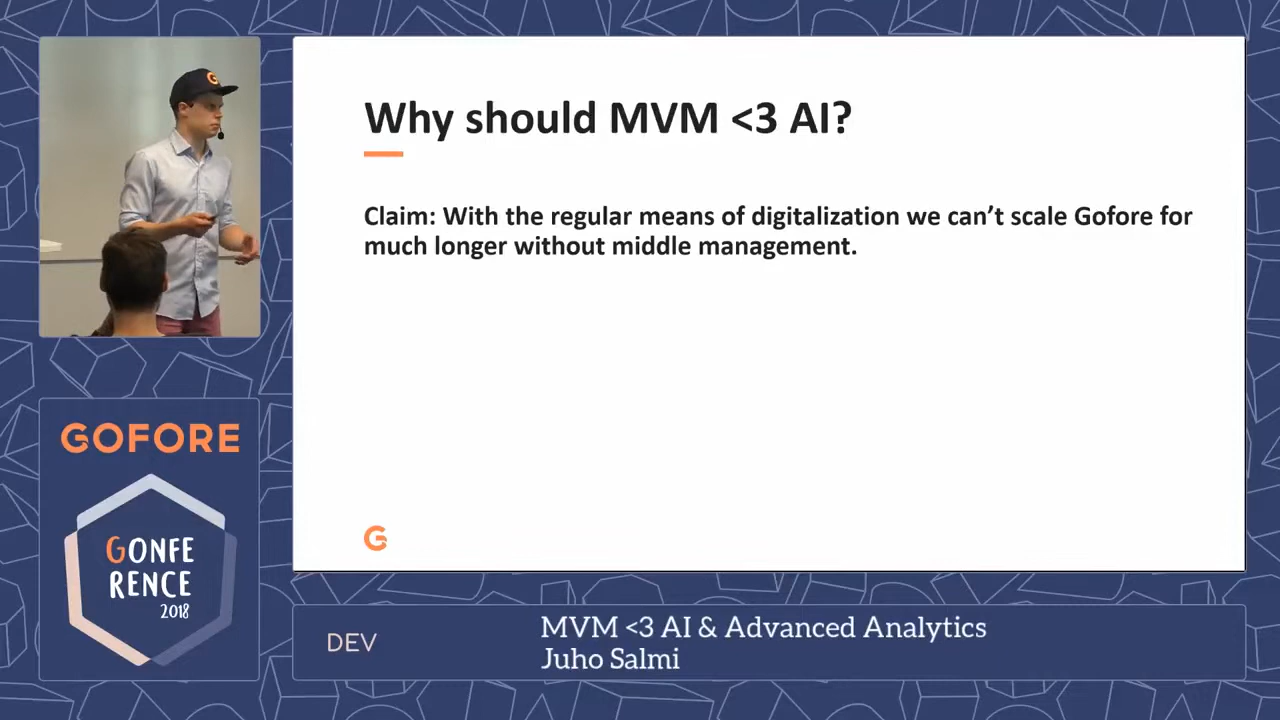 Why should MVM <3 AI?
Claim: With the regular means of digitalization we can't scale Gofore for
much longer without middle management.
G
GOFORE
GONFE
RENCE
2018
DEV
MVM <3 AI & Advanced Analytics
Juho Salmi